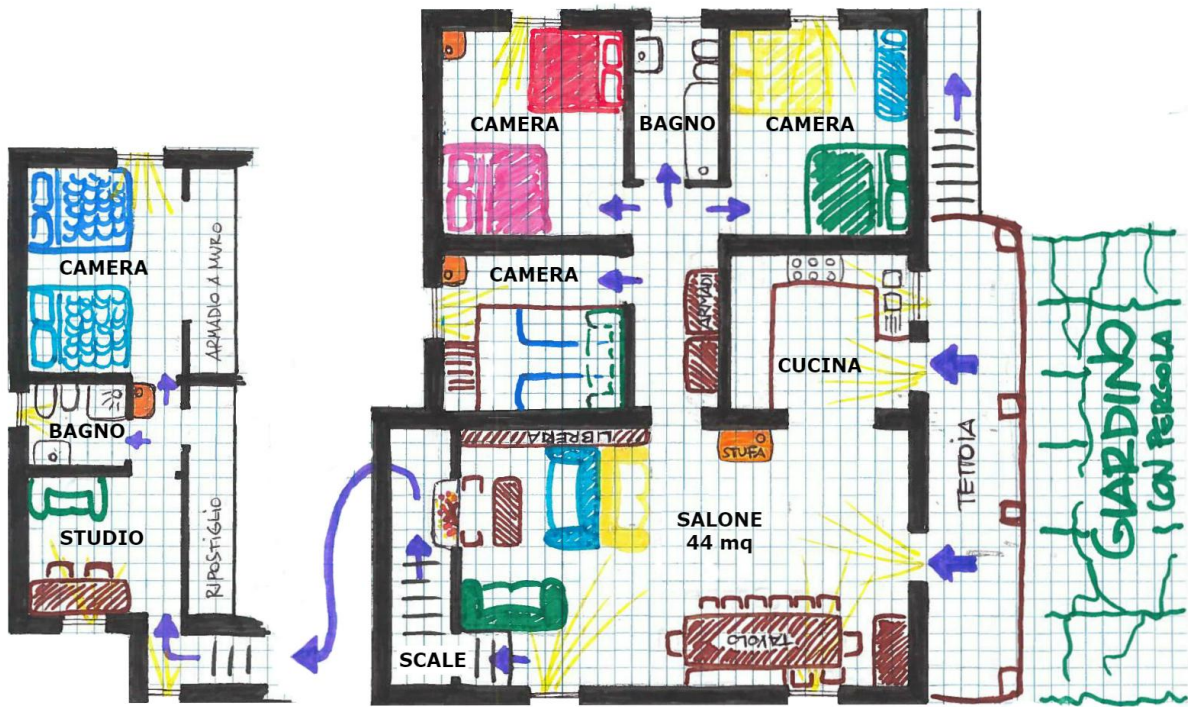 CAMERA
BAGNO
CAMERA
CAMERA
ARMADIO A MURO
CAMERA
ARMADI
CUCINA
BAGNO
LIBRERIA
STUFA
TETTOIA
GIARDINO
CON PERGOLA
STUDIO
RIPOSTIGLIO
SALONE
44 mq
TAVOLO
SCALE